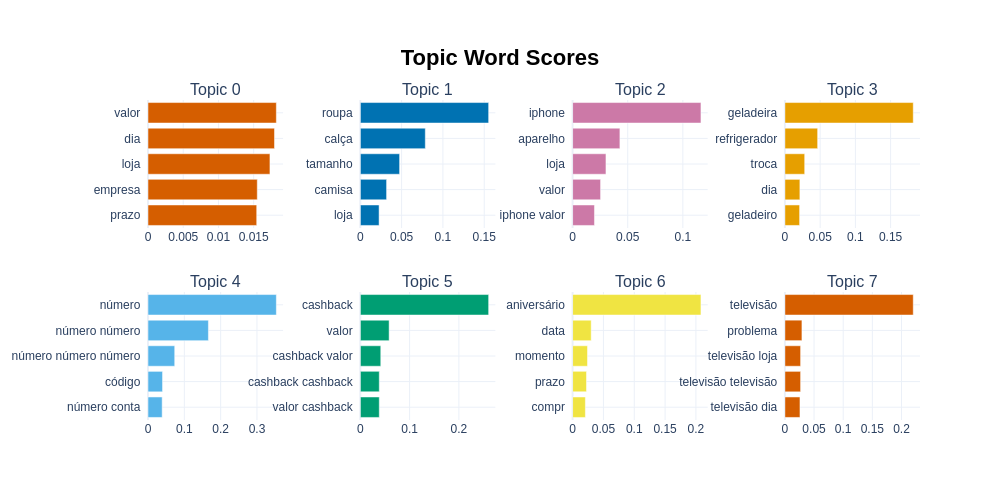 Topic Word Scores
Topic 0
valor
dia
loja
empresa
prazo
0 0.005 0.01 0.015
Topic 1
roupa
calça
tamanho
camisa
loja
0 0.05 0.1 0.15
Topic 2
iphone
aparelho
loja
valor
iphone valor
0 0.05 0.1
Topic 3
geladeira
refrigerador
troca
dia
geladeiro
0 0.05 0.1 0.15
Topic 4
número
número número
número número número
código
número conta
0 0.1 0.2 0.3
Topic 5
cashback
valor
cashback valor
cashback cashback
valor cashback
0 0.1 0.2
Topic 6
aniversário
data
momento
prazo
compr
0 0.05 0.1 0.15 0.2
Topic 7
televisão
problema
televisão loja
televisão televisão
televisão dia
0 0.05 0.1 0.15 0.2